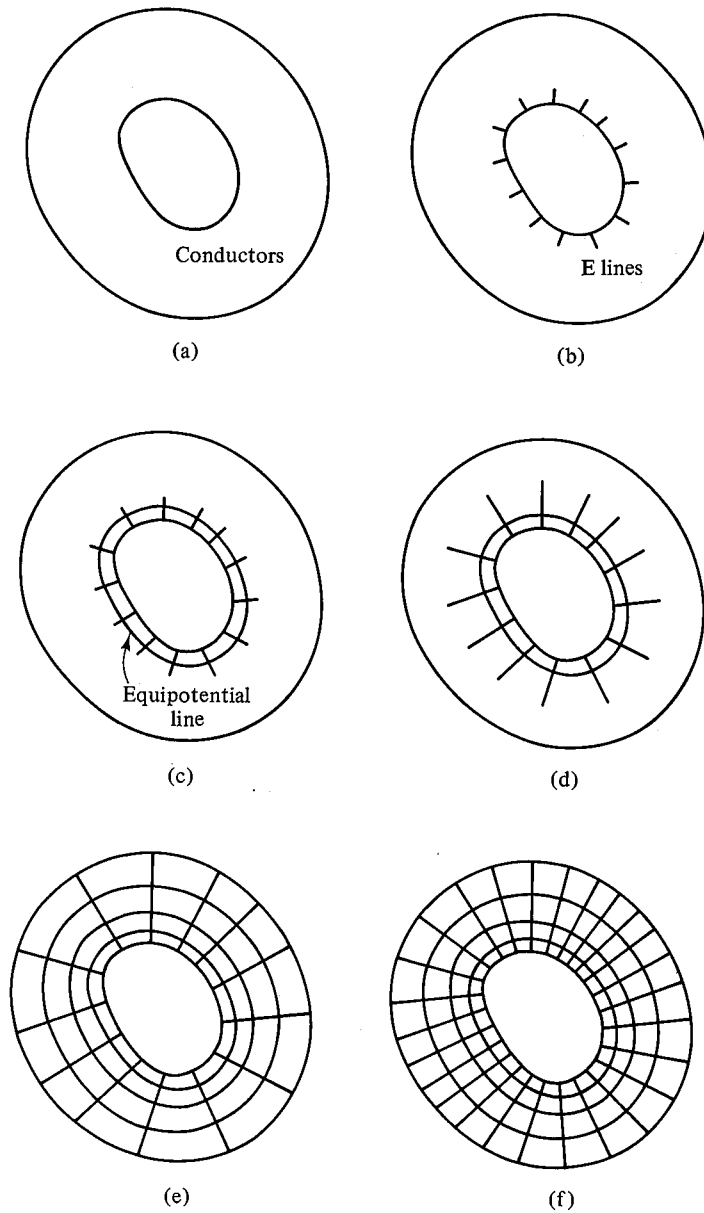 Conductors
(a)
E lines
(b)
Equipotential
line
(c)
(d)
(e)
(f)